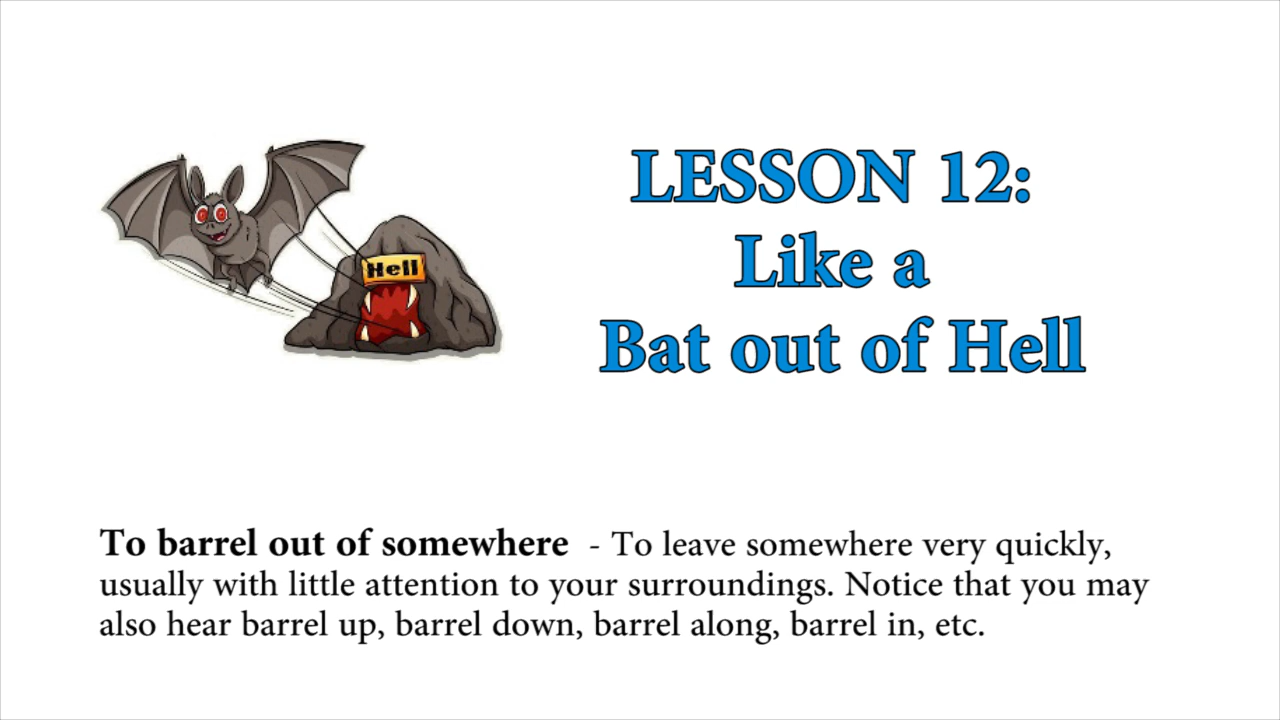 LESSON 12:
Like a
Bat out of Hell
Hell
To barrel out of somewhere - To leave somewhere very quickly,
usually with little attention to your surroundings. Notice that you may
also hear barrel up, barrel down, barrel along, barrel in, etc.